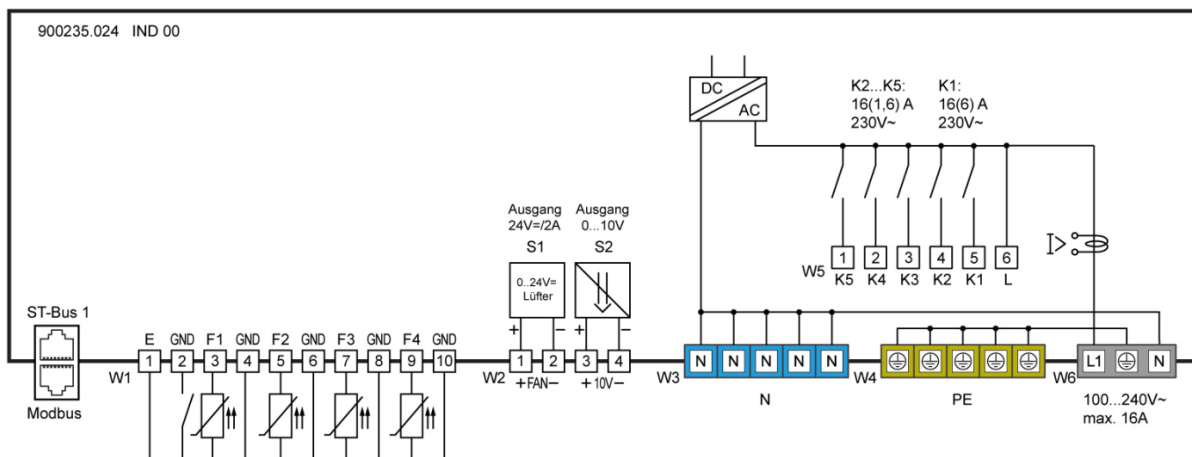 900235.024 IND 00
DC
AC
K2...K5:
16(1,6) A
230V~
K1:
16(6) A
230V~
Ausgang
24V=/2A
S1
Ausgang
0...10V
S2
0..24V=
Lüfter
+ −
+ −
I>
W5
1 2 3 4 5 6
K5 K4 K3 K2 K1 L
ST-Bus 1
Modbus
E GND F1 GND F2 GND F3 GND F4 GND
W1
1 2 3 4 5 6 7 8 9 10
W2
1 2 3 4
+FAN−
+10V−
W3
N N N N N
N
W4
PE
W6
L1 N
100...240V~
max. 16A